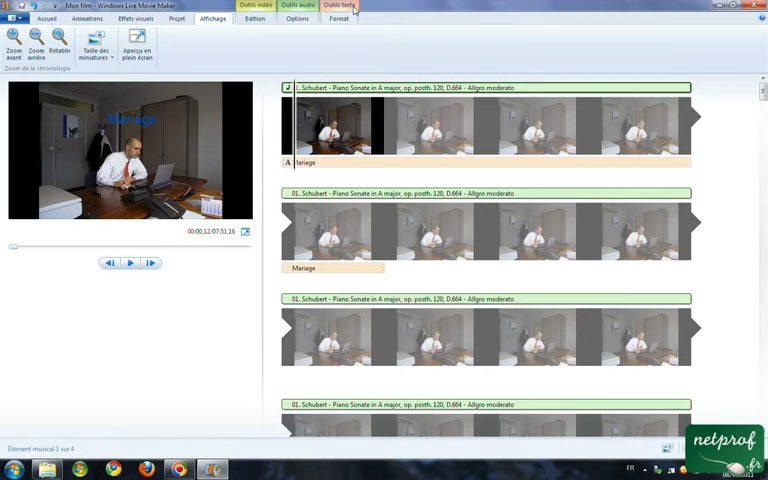 Mon film - Windows Live Movie Maker
Outils vidéo
Outils audio
Outils texte
Accueil
Animations
Effets visuels
Projet
Affichage
Edition
Options
Format
Zoom avant
Zoom arrière
Rétablir
Taille des miniatures
Aperçu en plein écran
Zoom de la chronologie
Mariage
00:00,12/07:51,16
1. Schubert - Piano Sonate in A major, op. posth. 120, D.664 - Allgro moderato
A Mariage
01. Schubert - Piano Sonate in A major, op. posth. 120, D.664 - Allgro moderato
Mariage
01. Schubert - Piano Sonate in A major, op. posth. 120, D.664 - Allgro moderato
01. Schubert - Piano Sonate in A major, op. posth. 120, D.664 - Allgro moderato
Élément musical 1 sur 4
netprof
.fr
FR